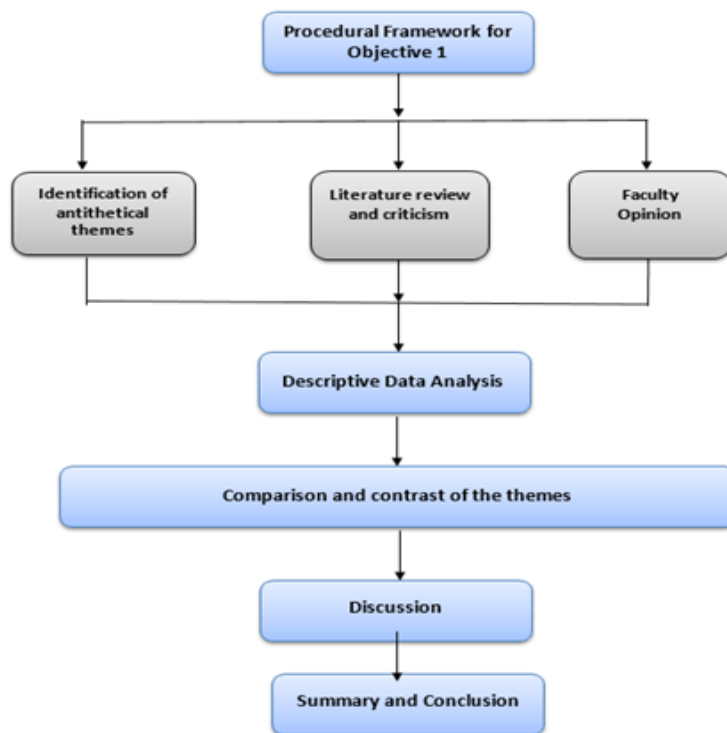 Procedural Framework for
Objective 1
Identification of
antithetical
themes
Literature review
and criticism
Faculty
Opinion
Descriptive Data Analysis
Comparison and contrast of the themes
Discussion
Summary and Conclusion